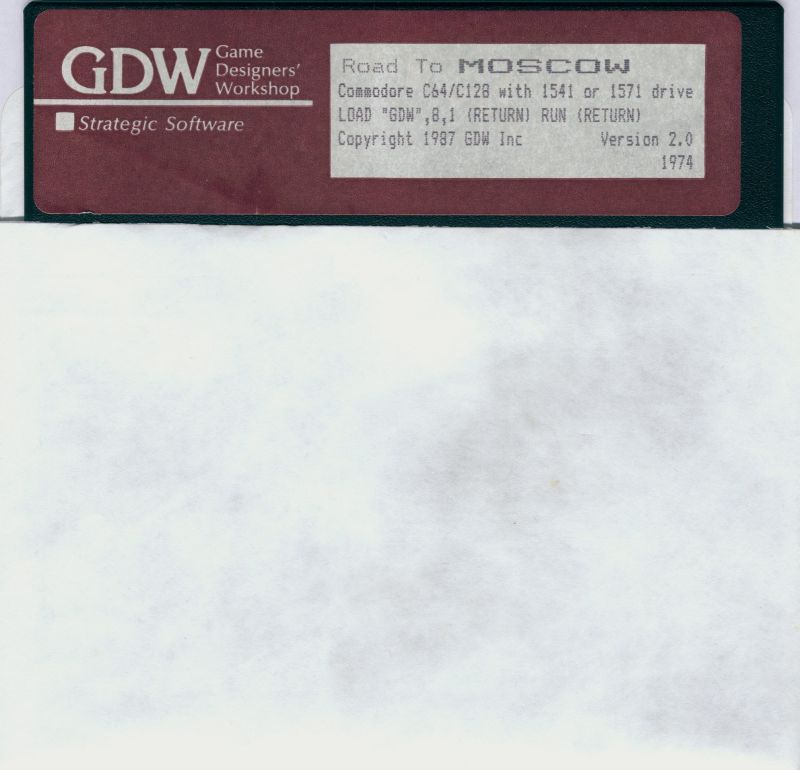 GDW Game
Designers'
Workshop
Strategic Software
Road To MOSCOW
Commodore C64/C128 with 1541 or 1571 drive
LOAD "GDW",8,1 (RETURN) RUN (RETURN)
Copyright 1987 GDW Inc Version 2.0
1974